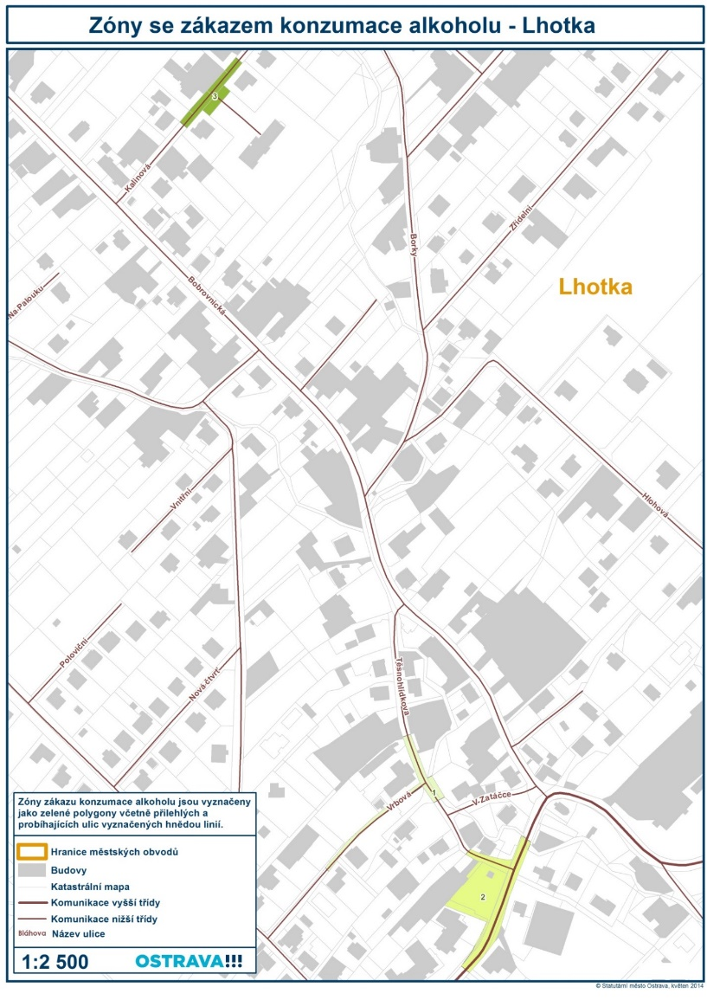 Zóny se zákazem konzumace alkoholu - Lhotka
3
Kalinová
Borky
Zřídelní
Bobrovnická
Na Palouku
Lhotka
Vnitřní
Hlohová
Poloviční
Nová čtvrť
Těsnohlídkova
1
Vrbová
V Zatáčce
2
Zóny zákazu konzumace alkoholu jsou vyznačeny
jako zelené polygony včetně přilehlých a
probíhajících ulic vyznačených hnědou linií.
Hranice městských obvodů
Budovy
Katastrální mapa
Komunikace vyšší třídy
Komunikace nižší třídy
Bláhova Název ulice
1:2 500 OSTRAVA!!!
© Statutární město Ostrava, květen 2014